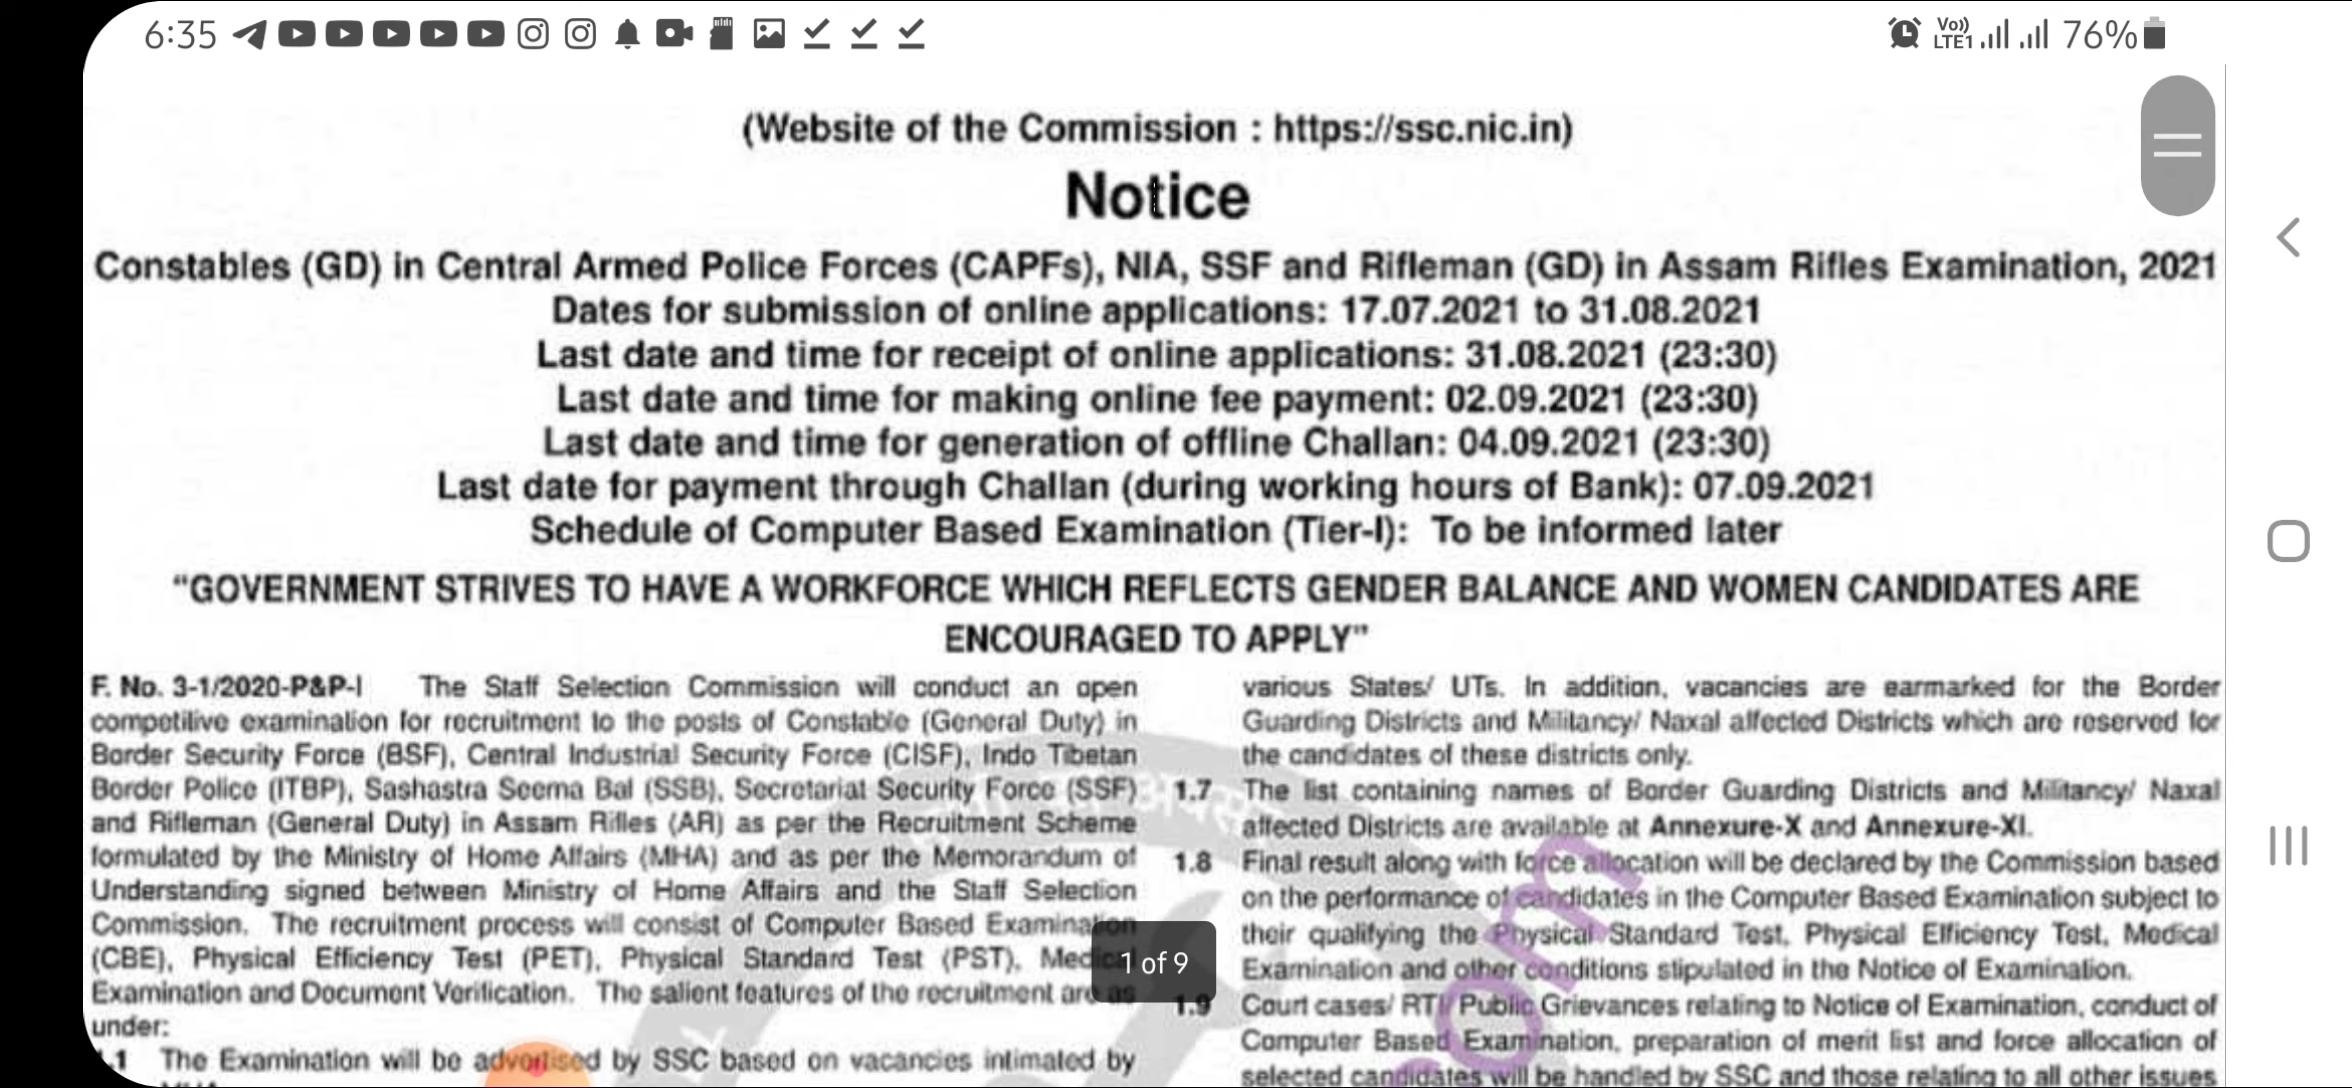 6:35
Vo)) LTE1 76%
(Website of the Commission : https://ssc.nic.in)
Notice
Constables (GD) in Central Armed Police Forces (CAPFs), NIA, SSF and Rifleman (GD) in Assam Rifles Examination, 2021
Dates for submission of online applications: 17.07.2021 to 31.08.2021
Last date and time for receipt of online applications: 31.08.2021 (23:30)
Last date and time for making online fee payment: 02.09.2021 (23:30)
Last date and time for generation of offline Challan: 04.09.2021 (23:30)
Last date for payment through Challan (during working hours of Bank): 07.09.2021
Schedule of Computer Based Examination (Tier-I): To be informed later
"GOVERNMENT STRIVES TO HAVE A WORKFORCE WHICH REFLECTS GENDER BALANCE AND WOMEN CANDIDATES ARE
ENCOURAGED TO APPLY"
F. No. 3-1/2020-P&P-I The Staff Selection Commission will conduct an open
competitive examination for recruitment to the posts of Constable (General Duty) in
Border Security Force (BSF), Central Industrial Security Force (CISF), Indo Tibetan
Border Police (ITBP), Sashastra Seema Bal (SSB), Secretariat Security Force (SSF)
and Rifleman (General Duty) in Assam Rifles (AR) as per the Recruitment Scheme
formulated by the Ministry of Home Affairs (MHA) and as per the Memorandum of
Understanding signed between Ministry of Home Affairs and the Staff Selection
Commission. The recruitment process will consist of Computer Based Examination
(CBE), Physical Efficiency Test (PET), Physical Standard Test (PST), Medical
Examination and Document Verification. The salient features of the recruitment are as
under:
.1 The Examination will be advertised by SSC based on vacancies intimated by
MHA
various States/ UTs. In addition, vacancies are earmarked for the Border
Guarding Districts and Militancy/ Naxal affected Districts which are reserved for
the candidates of these districts only.
1.7 The list containing names of Border Guarding Districts and Militancy/ Naxal
affected Districts are available at Annexure-X and Annexure-XI.
1.8 Final result along with force allocation will be declared by the Commission based
on the performance of candidates in the Computer Based Examination subject to
their qualifying the Physical Standard Test, Physical Efficiency Test, Medical
Examination and other conditions stipulated in the Notice of Examination.
1.9 Court cases/ RTI/ Public Grievances relating to Notice of Examination, conduct of
Computer Based Examination, preparation of merit list and force allocation of
selected candidates will be handled by SSC and those relating to all other issues
1 of 9
om